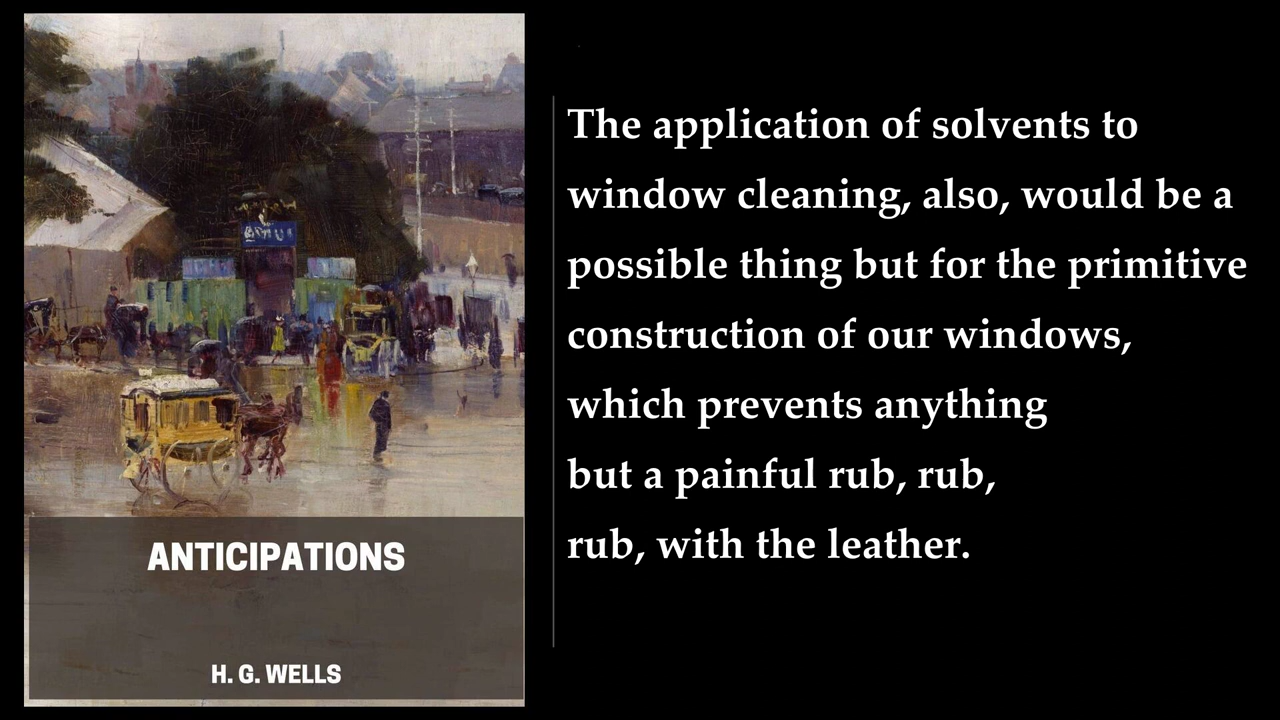 ANTICIPATIONS
H. G. WELLS
The application of solvents to
window cleaning, also, would be a
possible thing but for the primitive
construction of our windows,
which prevents anything
but a painful rub, rub,
rub, with the leather.